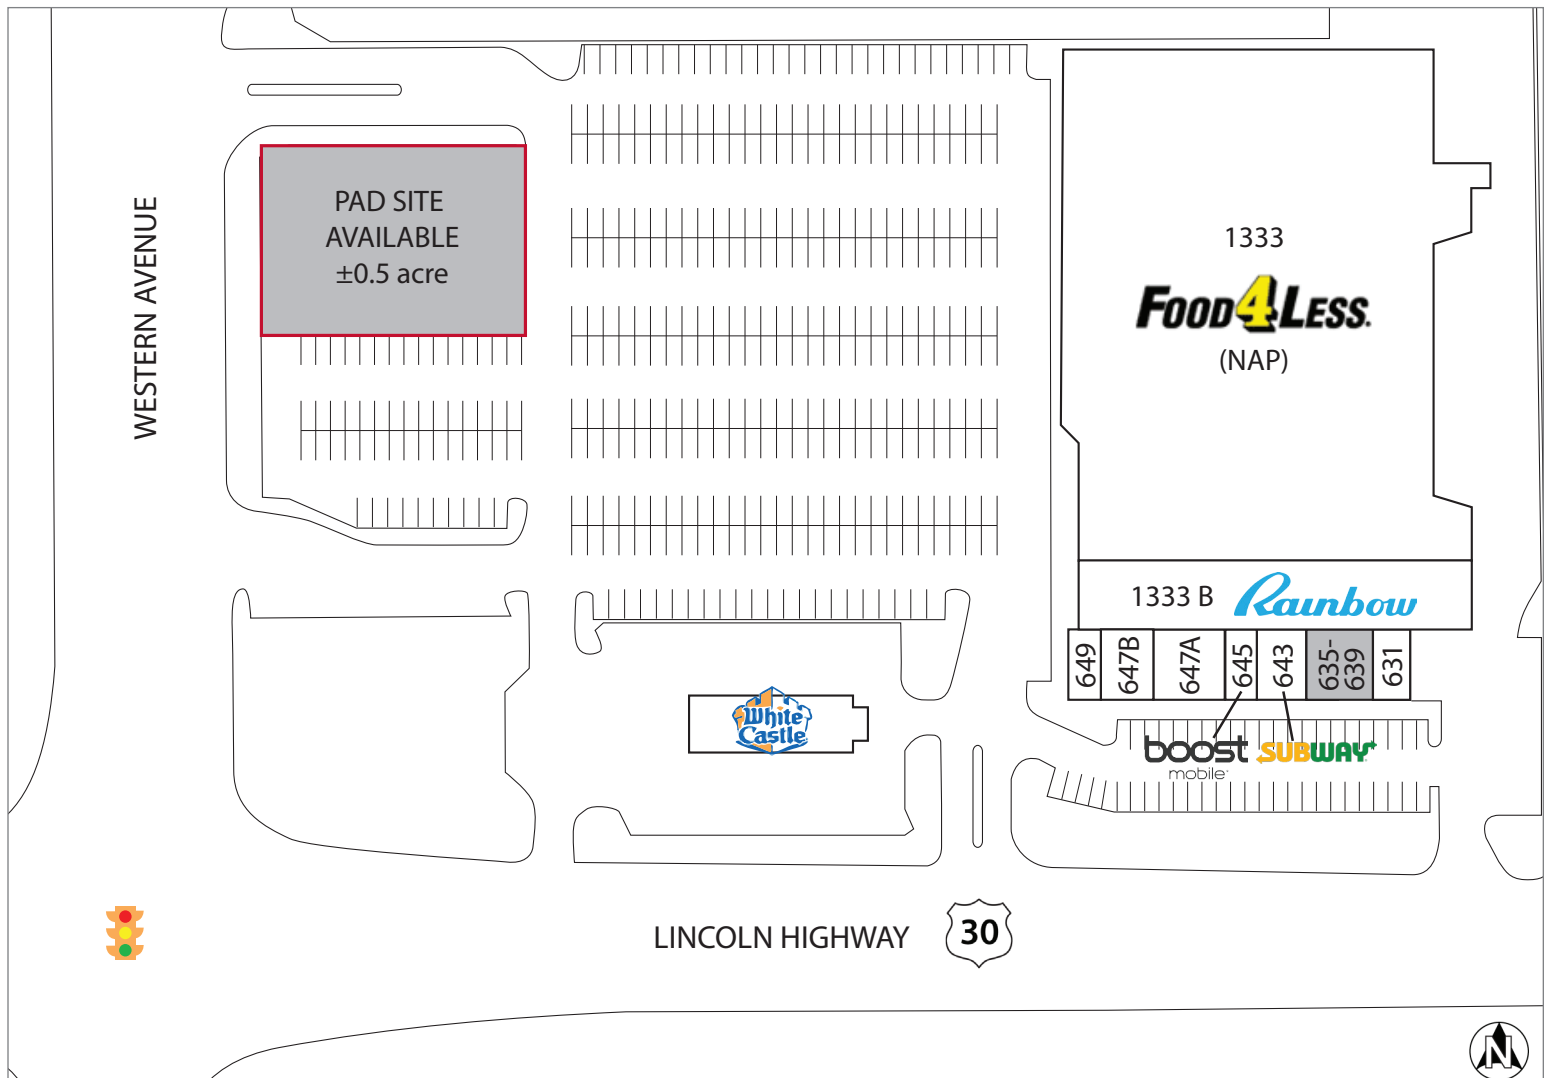 WESTERN AVENUE
PAD SITE
AVAILABLE
±0.5 acre
1333
FOOD4LESS.
(NAP)
1333 B Rainbow
649
647B
647A
645
643
635-
639
631
White
Castle
boost
mobile
SUBWAY
LINCOLN HIGHWAY
30
N